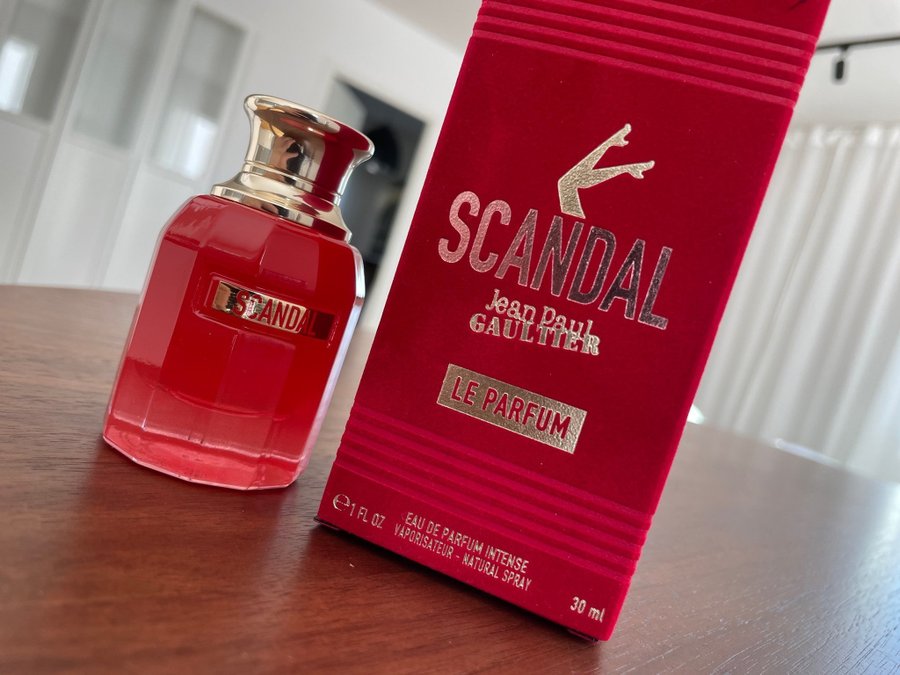 SCANDAL
SCANDAL
Jean Paul
GAULTIER
LE PARFUM
℮ 1 FL OZ
EAU DE PARFUM INTENSE
VAPORISATEUR - NATURAL SPRAY
30 ml